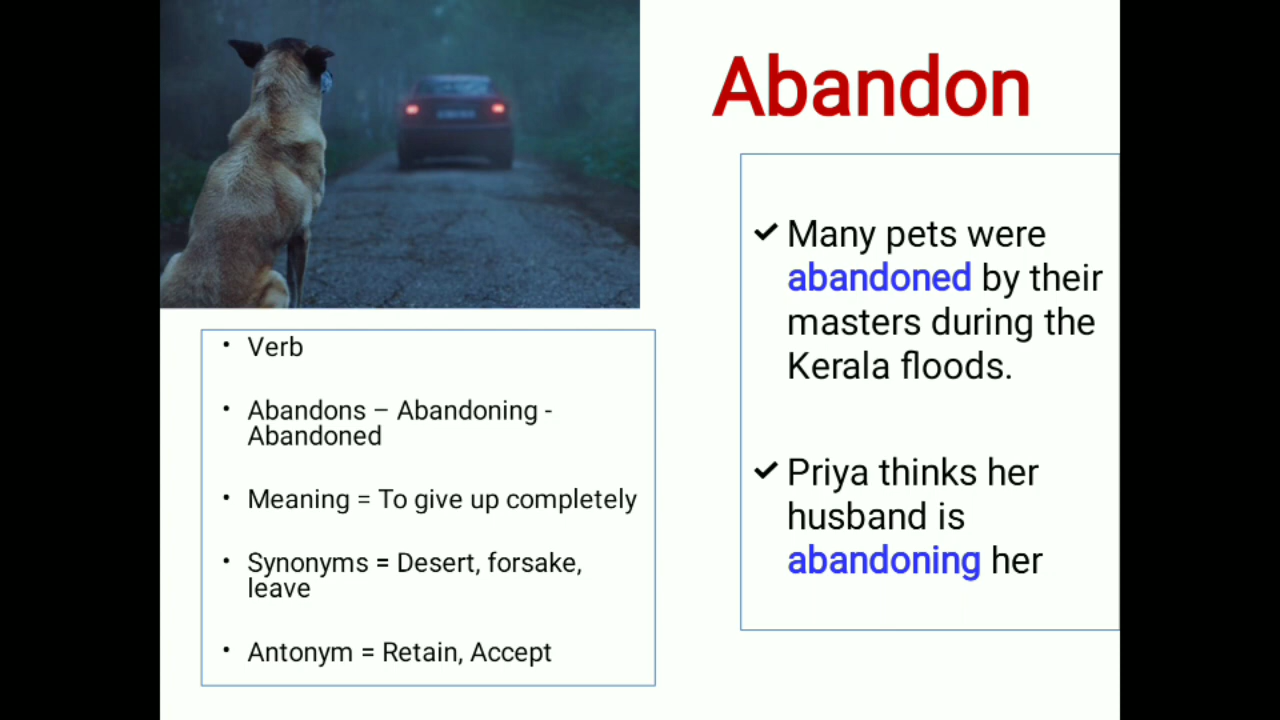 Abandon
Many pets were
abandoned by their
masters during the
Kerala floods.
Priya thinks her
husband is
abandoning her
• Verb
• Abandons – Abandoning -
Abandoned
• Meaning = To give up completely
• Synonyms = Desert, forsake,
leave
• Antonym = Retain, Accept